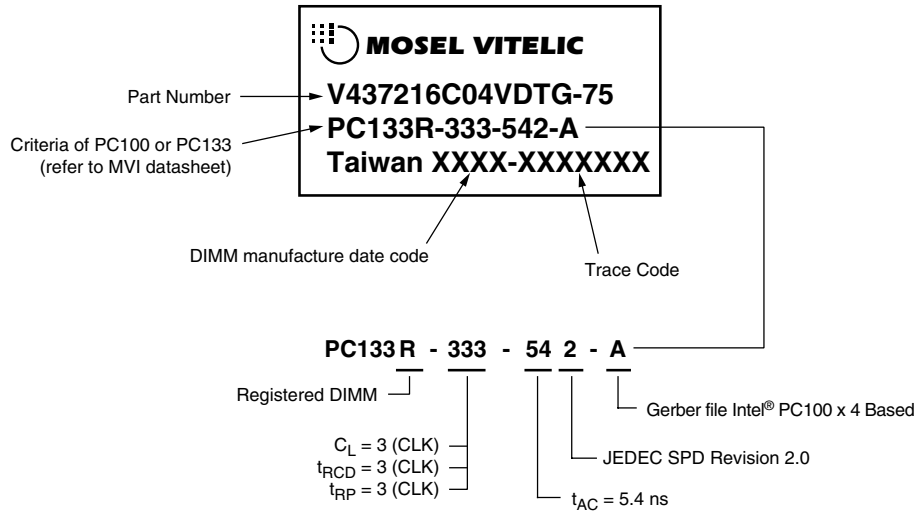 MOSEL VITELIC
Part Number
V437216C04VDTG-75
Criteria of PC100 or PC133
(refer to MVI datasheet)
PC133R-333-542-A
Taiwan XXXX-XXXXXXX
DIMM manufacture date code
Trace Code
PC133 R - 333 - 54 2 - A
Registered DIMM
Gerber file Intel® PC100 x 4 Based
CL = 3 (CLK)
tRCD = 3 (CLK)
tRP = 3 (CLK)
JEDEC SPD Revision 2.0
tAC = 5.4 ns